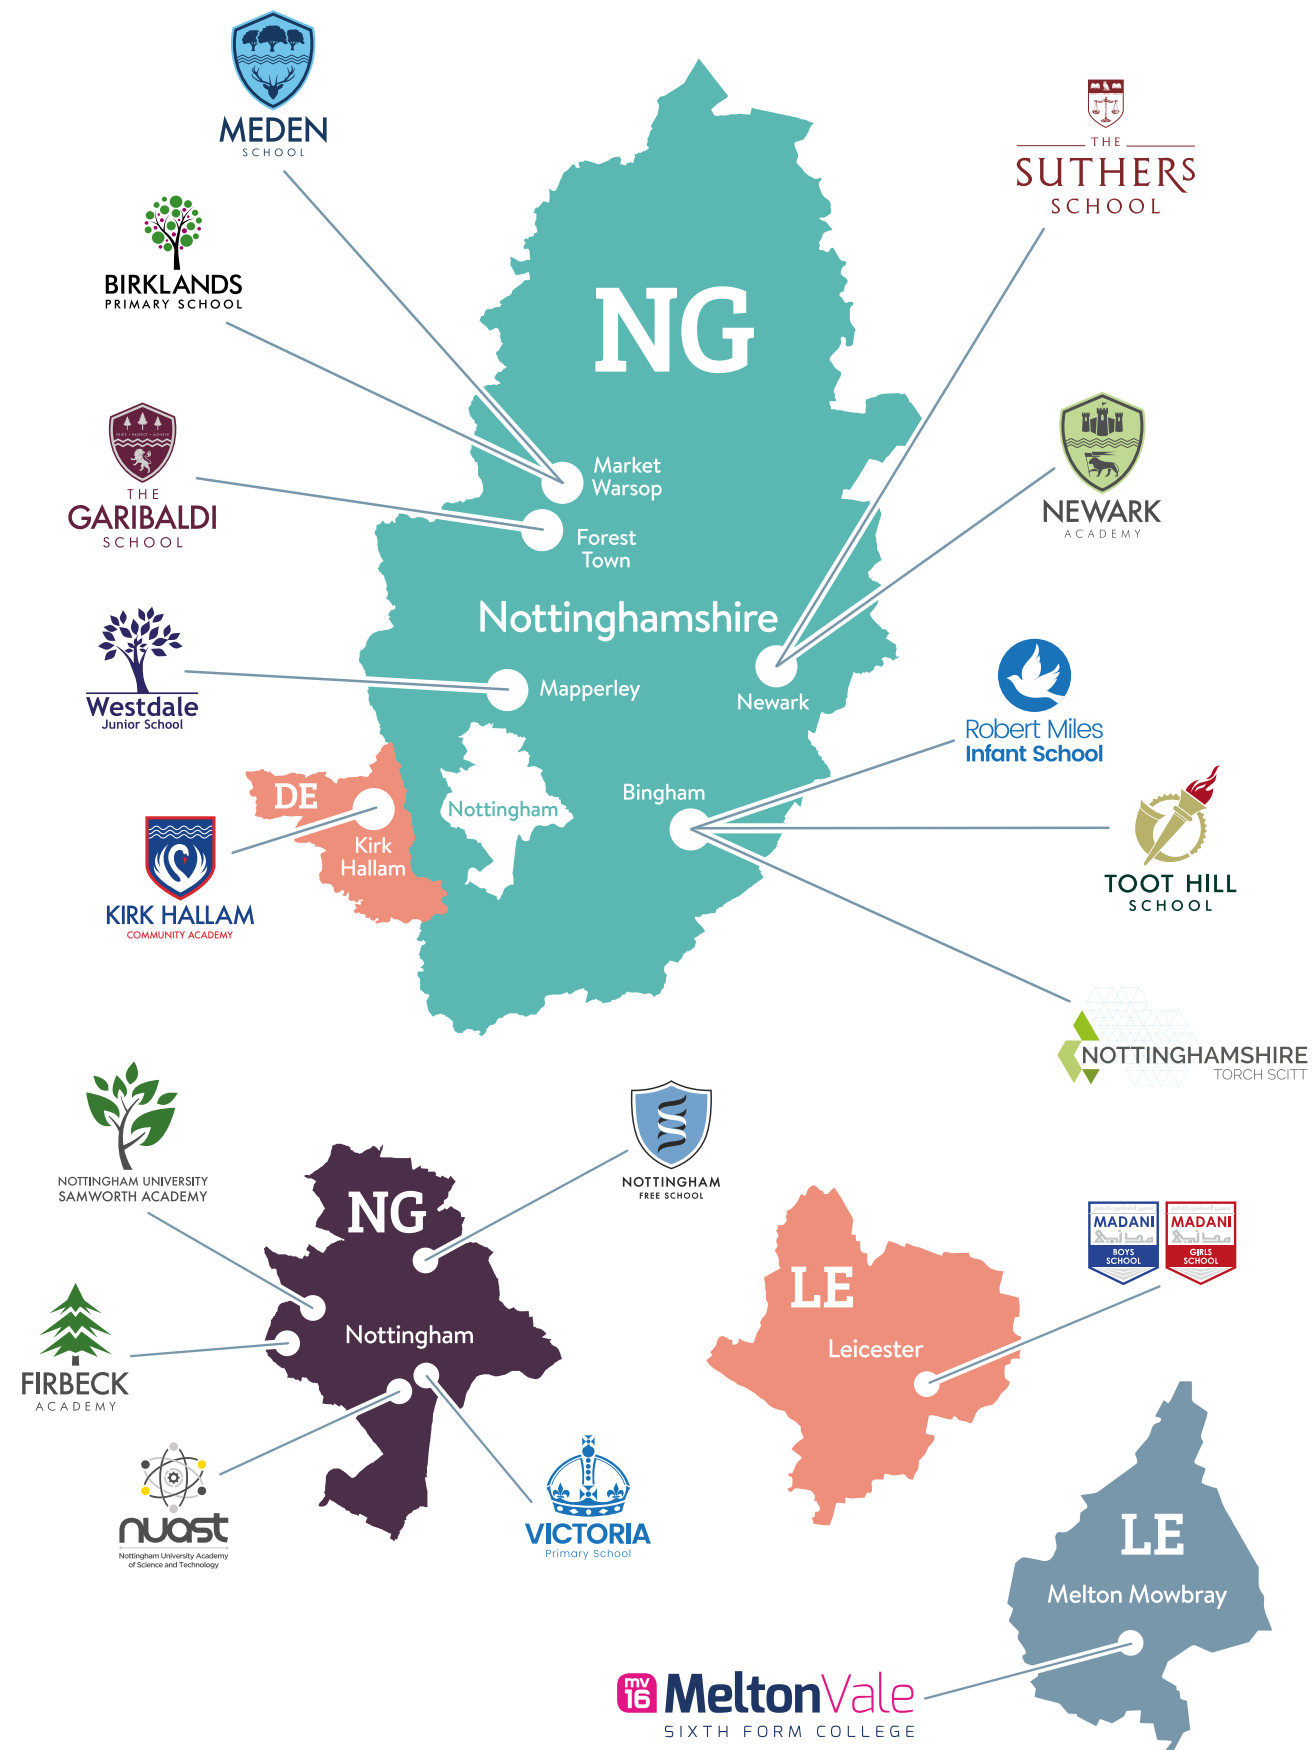 MEDEN
SCHOOL
THE
SUTHERS
SCHOOL
BIRKLANDS
PRIMARY SCHOOL
NG
THE
GARIBALDI
SCHOOL
Market
Warsop
NEWARK
ACADEMY
Forest
Town
Nottinghamshire
Westdale
Junior School
Mapperley
Newark
Robert Miles
Infant School
DE
Nottingham
Bingham
Kirk
Hallam
KIRK HALLAM
COMMUNITY ACADEMY
TOOT HILL
SCHOOL
NOTTINGHAMSHIRE
TORCH SCITT
NOTTINGHAM UNIVERSITY
SAMWORTH ACADEMY
NOTTINGHAM
FREE SCHOOL
NG
MADANI
BOYS
SCHOOL
MADANI
GIRLS
SCHOOL
LE
Nottingham
Leicester
FIRBECK
ACADEMY
nuast
Nottingham University Academy
of Science and Technology
VICTORIA
Primary School
LE
Melton Mowbray
mv
16
MeltonVale
SIXTH FORM COLLEGE